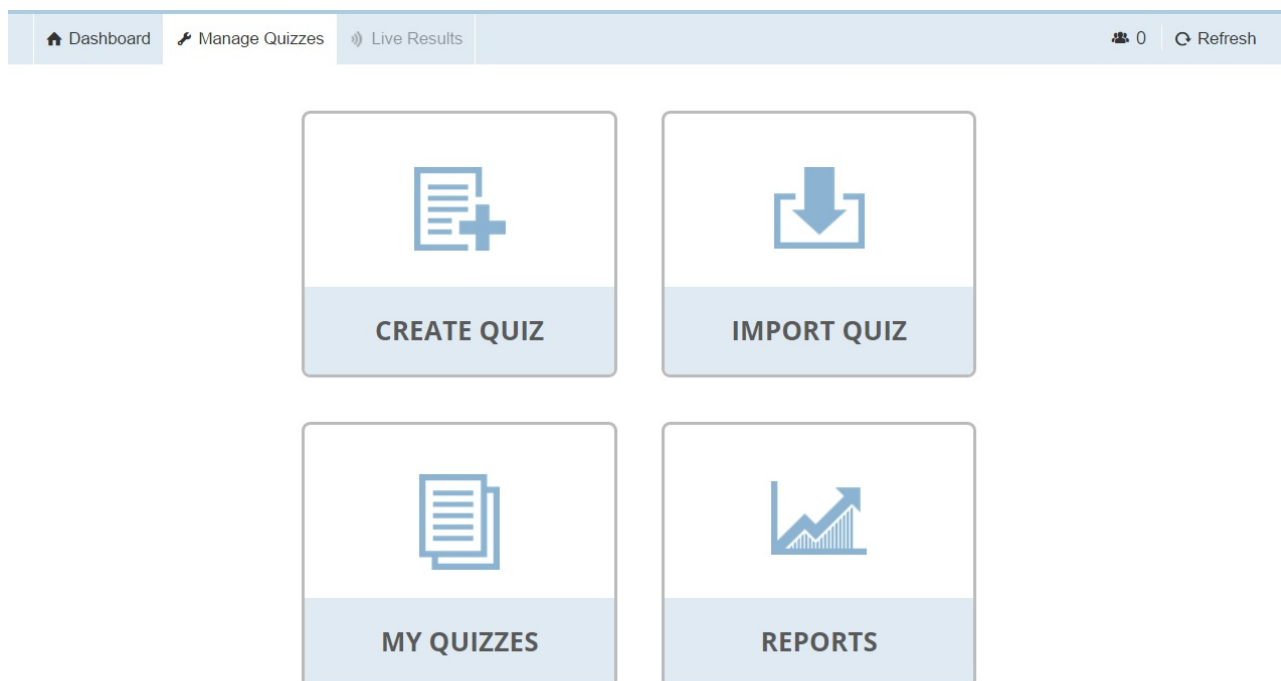 Dashboard Manage Quizzes Live Results 0 Refresh
CREATE QUIZ IMPORT QUIZ
MY QUIZZES REPORTS